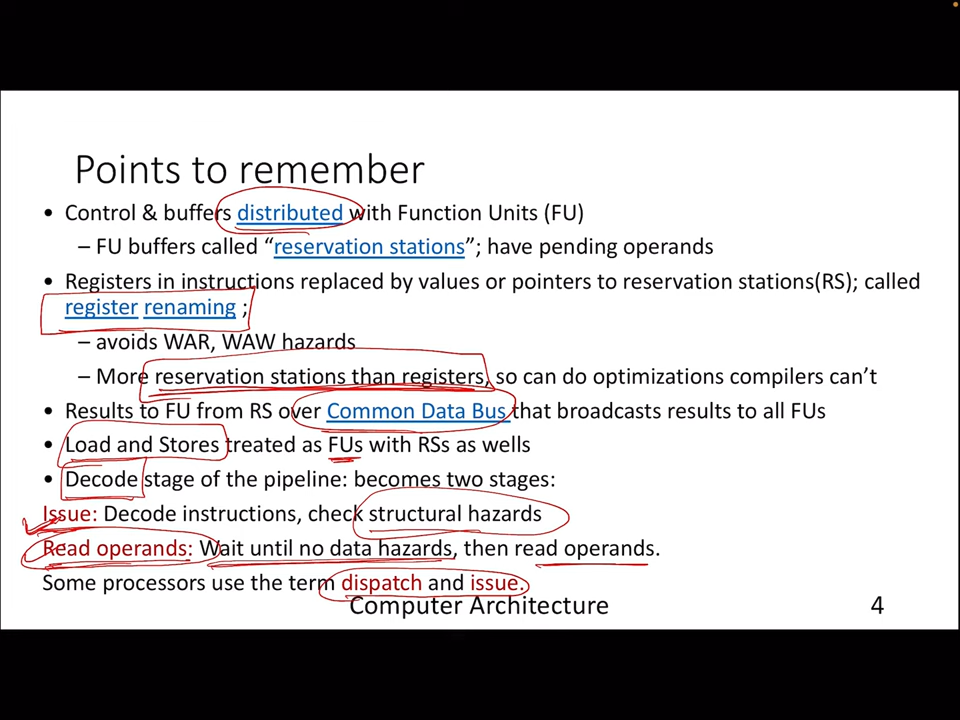 Points to remember
• Control & buffers distributed with Function Units (FU)
– FU buffers called “reservation stations”; have pending operands
• Registers in instructions replaced by values or pointers to reservation stations(RS); called
register renaming ;
– avoids WAR, WAW hazards
– More reservation stations than registers, so can do optimizations compilers can’t
• Results to FU from RS over Common Data Bus that broadcasts results to all FUs
• Load and Stores treated as FUs with RSs as wells
• Decode stage of the pipeline: becomes two stages:
Issue: Decode instructions, check structural hazards
Read operands: Wait until no data hazards, then read operands.
Some processors use the term dispatch and issue.
Computer Architecture
4